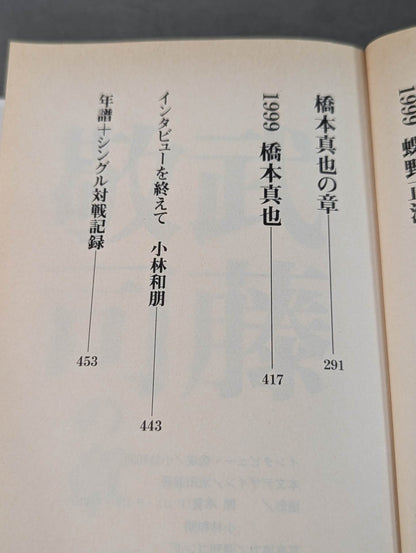 1999 蝶野正洋
橋本真也の章 291
1999 橋本真也 417
インタビューを終えて 小林和朋 443
年譜＋シングル対戦記録 453